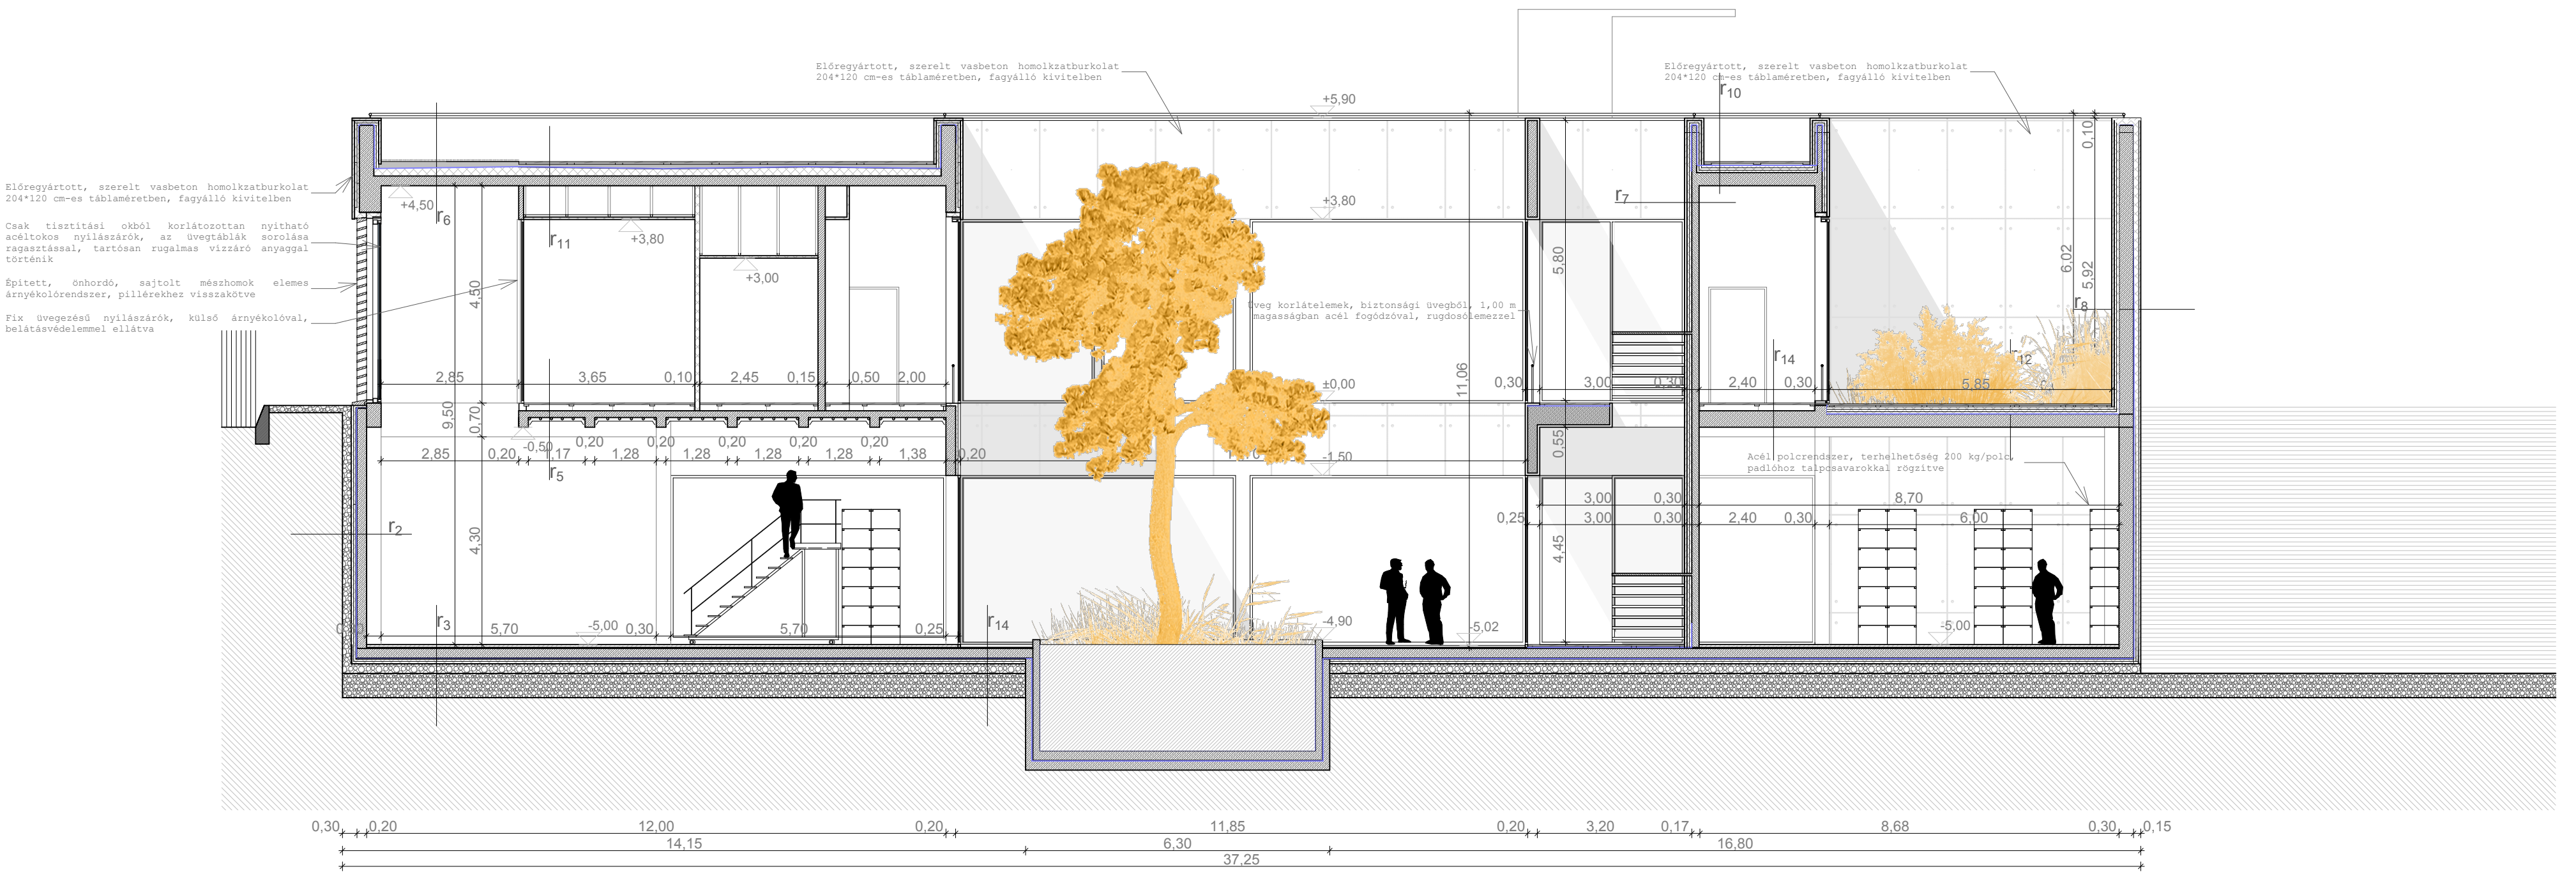 Előregyártott, szerelt vasbeton homolkzatburkolat
204*120 cm-es táblaméretben, fagyálló kivitelben
Előregyártott, szerelt vasbeton homolkzatburkolat
204*120 cm-es táblaméretben, fagyálló kivitelben
r10
+5,90
0,10
Előregyártott, szerelt vasbeton homolkzatburkolat
204*120 cm-es táblaméretben, fagyálló kivitelben
+4,50
r6
+3,80
r7
Csak tisztítási okból korlátozottan nyitható
acéltokos nyílászárók, az üvegtáblák sorolása
ragasztással, tartósan rugalmas vízzáró anyaggal
történik
r11
+3,80
+3,00
5,80
6,02
5,92
Épített, önhordó, sajtolt mészhomok elemes
árnyékolórendszer, pillérekhez visszakötve
4,50
Fix üvegezésű nyílászárók, külső árnyékolóval,
belátásvédelemmel ellátva
Üveg korlátelemek, biztonsági üvegből, 1,00 m
magasságban acél fogódzóval, rugdosólemezzel
r8
r14
r12
2,85
3,65
0,10
2,45
0,15
0,50
2,00
±0,00
11,06
0,30
3,00
0,30
2,40
0,30
5,85
9,50
0,70
-0,50
0,20
0,20
0,20
0,20
0,20
0,55
2,85
0,20
1,17
1,28
1,28
1,28
1,28
1,38
0,20
-1,50
r5
Acél polcrendszer, terhelhetőség 200 kg/polc,
padlóhoz talpcsavarokkal rögzítve
3,00
0,30
8,70
r2
4,30
0,25
3,00
0,30
2,40
0,30
6,00
4,45
r3
5,70
-5,00
0,30
5,70
0,25
r14
-4,90
-5,02
-5,00
0,30
0,20
12,00
0,20
11,85
0,20
3,20
0,17
8,68
0,30
0,15
14,15
6,30
16,80
37,25